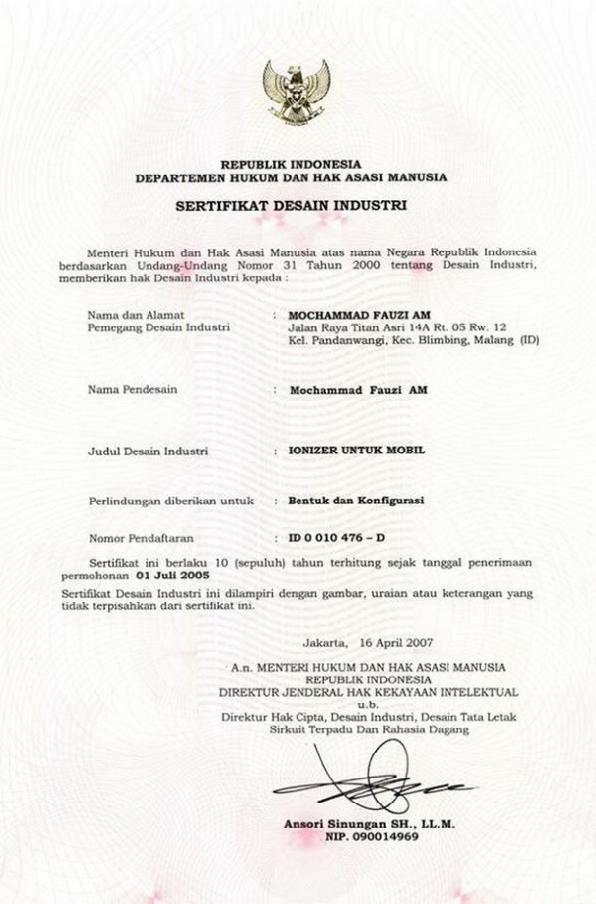 REPUBLIK INDONESIA
DEPARTEMEN HUKUM DAN HAK ASASI MANUSIA
SERTIFIKAT DESAIN INDUSTRI
Menteri Hukum dan Hak Asasi Manusia atas nama Negara Republik Indonesia
berdasarkan Undang-Undang Nomor 31 Tahun 2000 tentang Desain Industri,
memberikan hak Desain Industri kepada :
Nama dan Alamat : MOCHAMMAD FAUZI AM
Pemegang Desain Industri Jalan Raya Titan Asri 14A Rt. 05 Rw. 12
Kel. Pandanwangi, Kec. Blimbing, Malang (ID)
Nama Pendesain : Mochammad Fauzi AM
Judul Desain Industri : IONIZER UNTUK MOBIL
Perlindungan diberikan untuk : Bentuk dan Konfigurasi
Nomor Pendaftaran : ID 0 010 476 – D
Sertifikat ini berlaku 10 (sepuluh) tahun terhitung sejak tanggal penerimaan
permohonan 01 Juli 2005
Sertifikat Desain Industri ini dilampiri dengan gambar, uraian atau keterangan yang
tidak terpisahkan dari sertifikat ini.
Jakarta, 16 April 2007
A.n. MENTERI HUKUM DAN HAK ASASI MANUSIA
REPUBLIK INDONESIA
DIREKTUR JENDERAL HAK KEKAYAAN INTELEKTUAL
u.b.
Direktur Hak Cipta, Desain Industri, Desain Tata Letak
Sirkuit Terpadu Dan Rahasia Dagang
Ansori Sinungan SH., LL.M.
NIP. 090014969